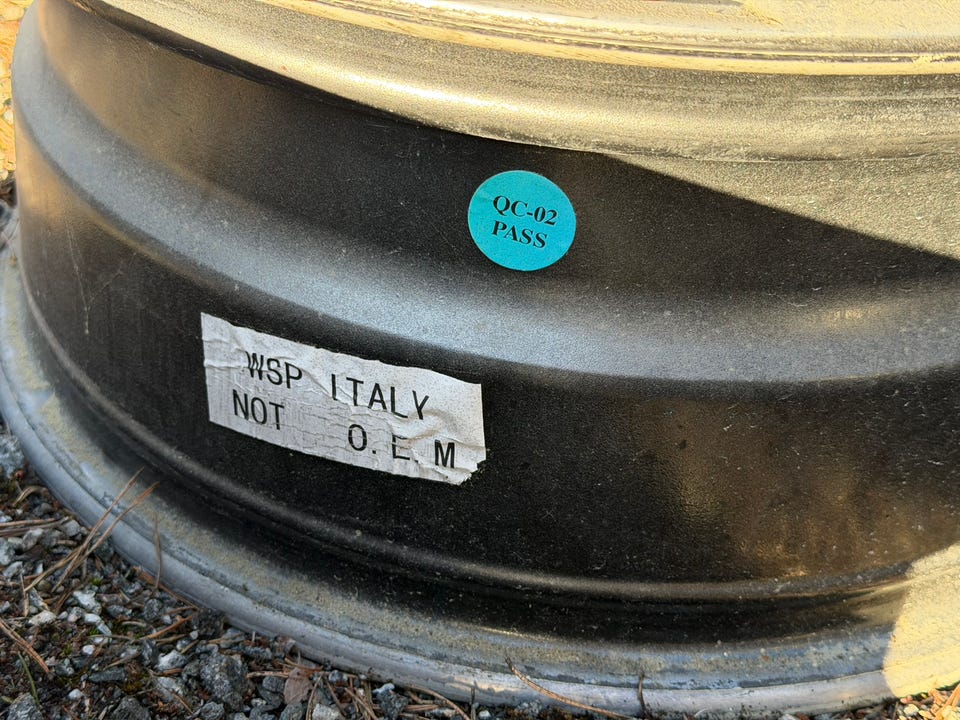 QC-02
PASS
WSP ITALY
NOT O.E.M